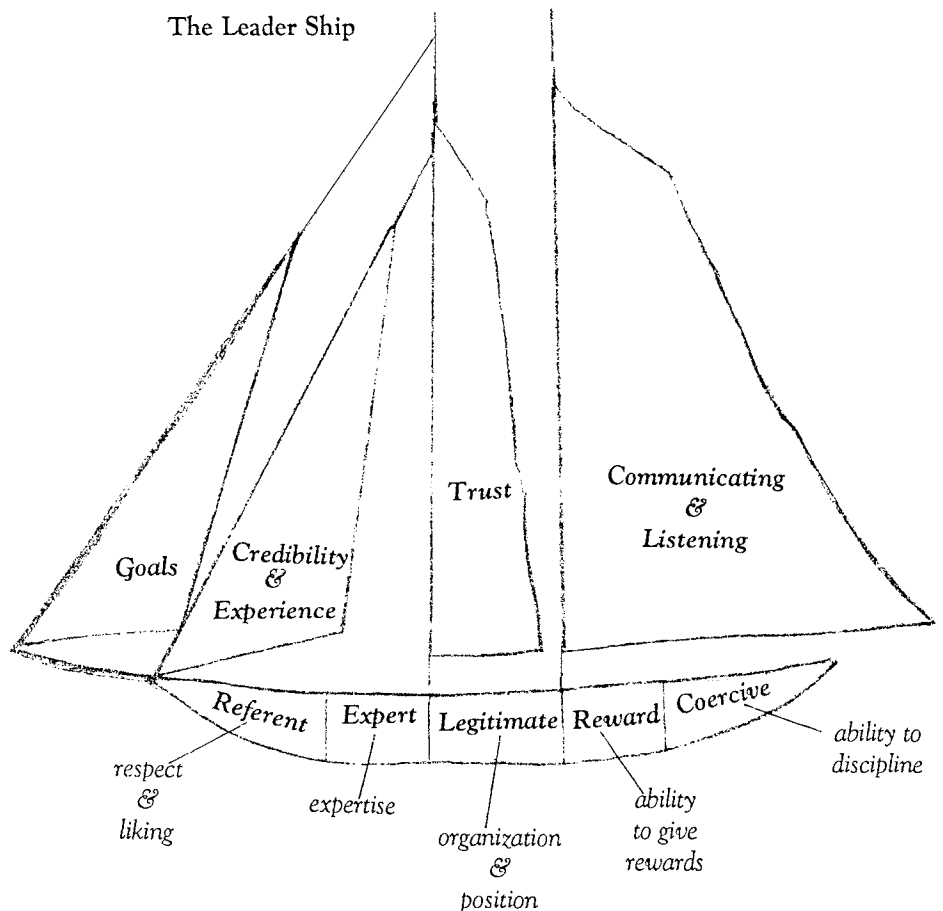 The Leader Ship
Goals
Credibility
&
Experience
Trust
Communicating
&
Listening
Referent
Expert
Legitimate
Reward
Coercive
respect
&
liking
expertise
organization
&
position
ability
to give
rewards
ability to
discipline